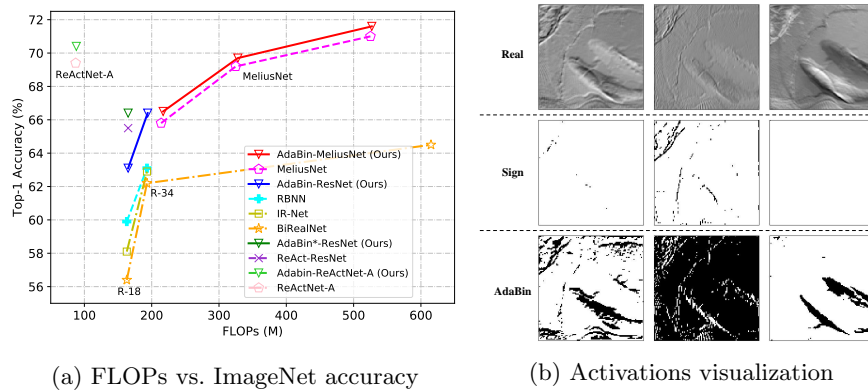 72
70
68
66
64
62
60
58
56
Top-1 Accuracy (%)
100 200 300 400 500 600
FLOPs (M)
ReActNet-A
MeliusNet
R-34
R-18
AdaBin-MeliusNet (Ours)
MeliusNet
AdaBin-ResNet (Ours)
RBNN
IR-Net
BiRealNet
AdaBin*-ResNet (Ours)
ReAct-ResNet
Adabin-ReActNet-A (Ours)
ReActNet-A
(a) FLOPs vs. ImageNet accuracy
Real
Sign
AdaBin
(b) Activations visualization